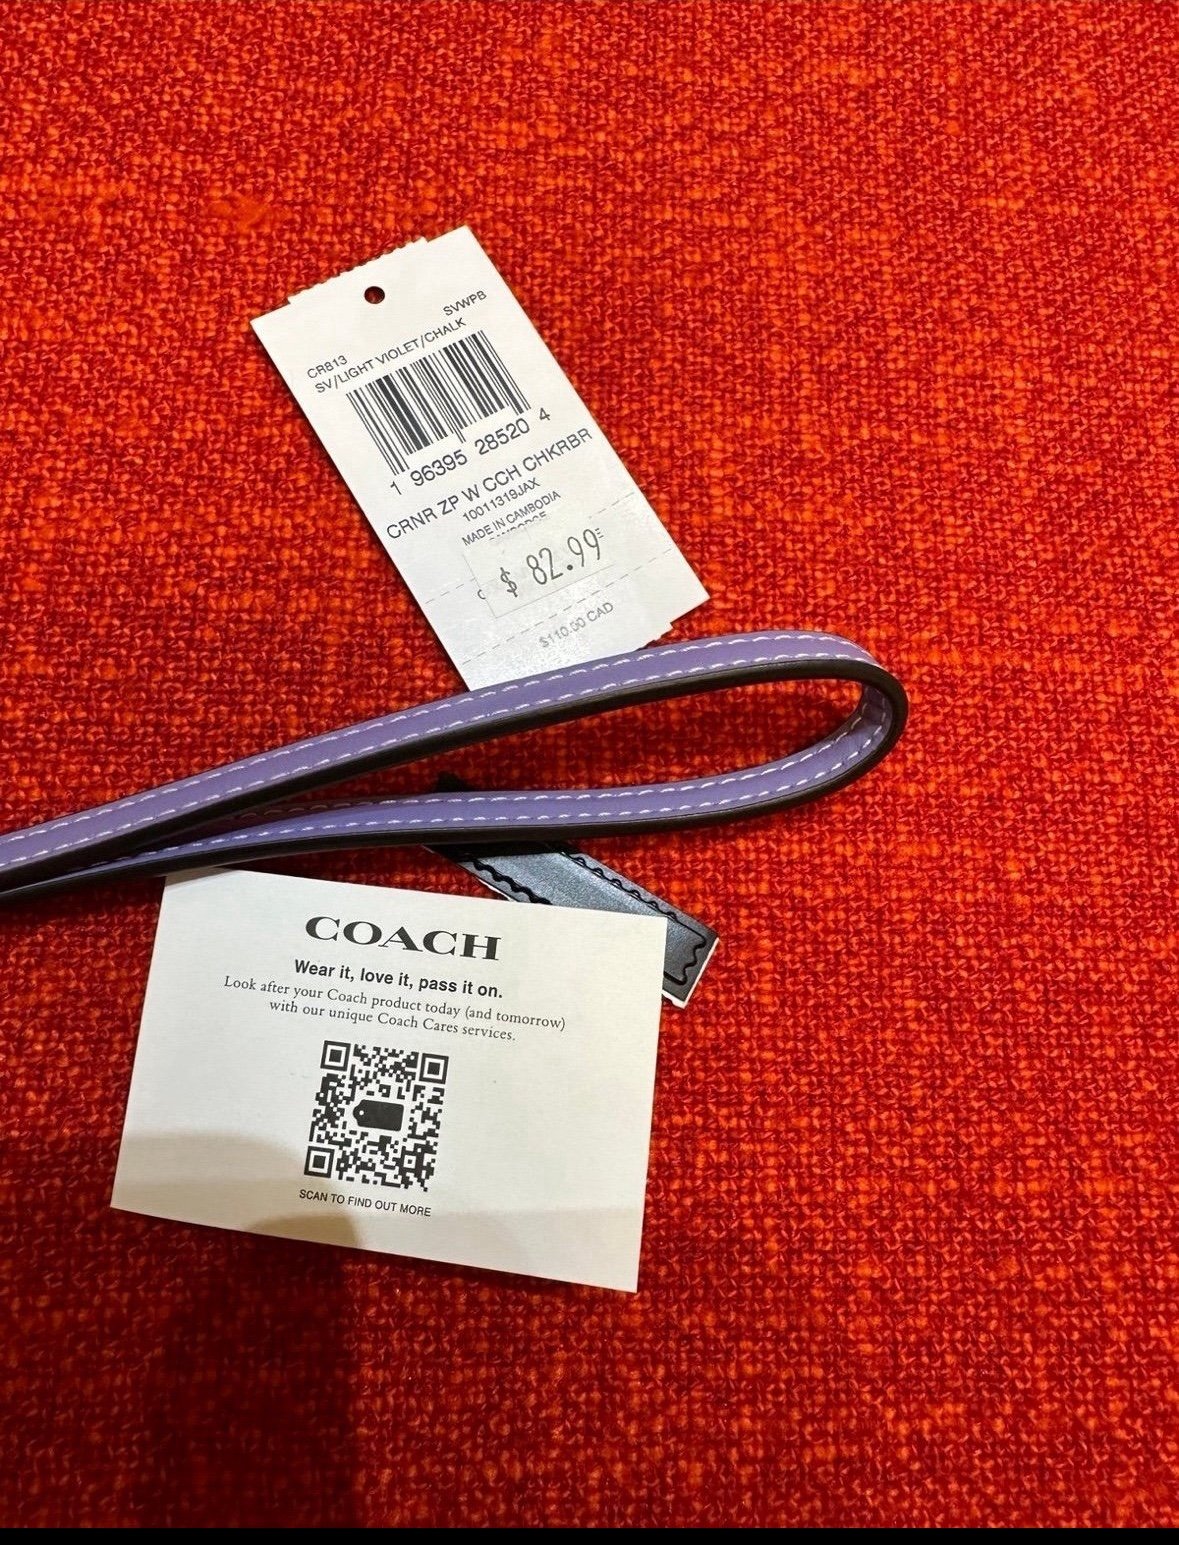 SVWPB
CR813
SV/LIGHT VIOLET/CHALK
1 96395 28520 4
CRNR ZP W CCH CHKRBR
10011319JAX
MADE IN CAMBODIA
$ 82.99
$110.00 CAD
COACH
Wear it, love it, pass it on.
Look after your Coach product today (and tomorrow)
with our unique Coach Cares services.
SCAN TO FIND OUT MORE